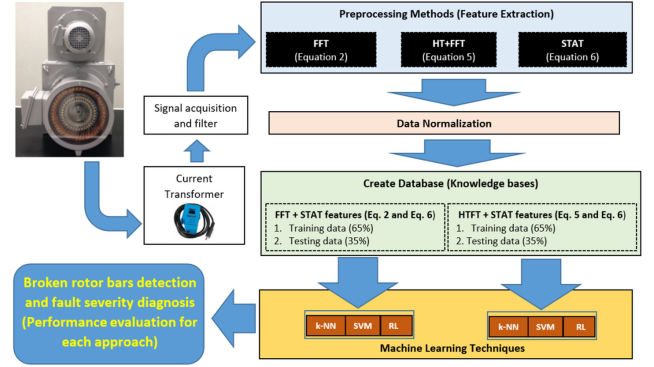 Preprocessing Methods (Feature Extraction)
FFT
(Equation 2)
HT+FFT
(Equation 5)
STAT
(Equation 6)
Signal acquisition
and filter
Data Normalization
Current
Transformer
Create Database (Knowledge bases)
FFT + STAT features (Eq. 2 and Eq. 6)
1. Training data (65%)
2. Testing data (35%)
HTFT + STAT features (Eq. 5 and Eq. 6)
1. Training data (65%)
2. Testing data (35%)
Broken rotor bars detection
and fault severity diagnosis
(Performance evaluation for
each approach)
k-NN SVM RL
k-NN SVM RL
Machine Learning Techniques